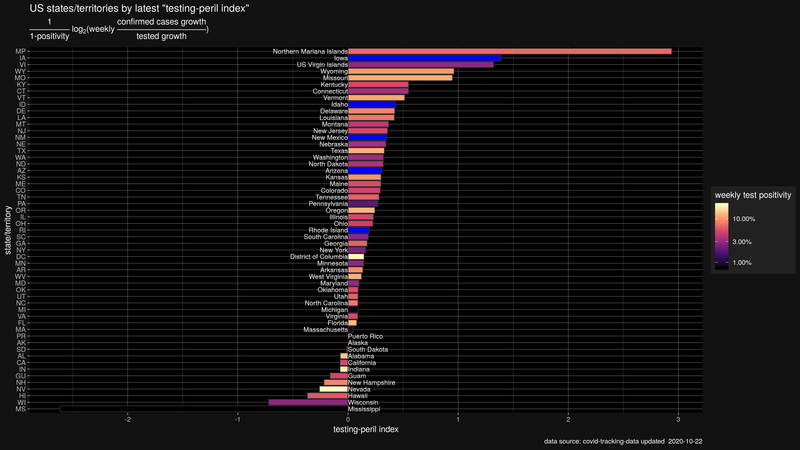 US states/territories by latest "testing-peril index"
1 confirmed cases growth
log2(weekly )
1-positivity tested growth
MP Northern Mariana Islands
IA Iowa
VI US Virgin Islands
WY Wyoming
MO Missouri
KY Kentucky
CT Connecticut
VT Vermont
ID Idaho
DE Delaware
LA Louisiana
MT Montana
NJ New Jersey
NM New Mexico
NE Nebraska
TX Texas
WA Washington
ND North Dakota
AZ Arizona
KS Kansas
ME Maine
CO Colorado
TN Tennessee
PA Pennsylvania
OR Oregon
IL Illinois
OH Ohio
RI Rhode Island
SC South Carolina
GA Georgia
NY New York
DC District of Columbia
MN Minnesota
AR Arkansas
WV West Virginia
MD Maryland
OK Oklahoma
UT Utah
NC North Carolina
MI Michigan
VA Virginia
FL Florida
MA Massachusetts
PR Puerto Rico
AK Alaska
SD South Dakota
AL Alabama
CA California
IN Indiana
GU Guam
NH New Hampshire
NV Nevada
HI Hawaii
WI Wisconsin
MS Mississippi
state/territory
-2 -1 0 1 2 3
testing-peril index
weekly test positivity
10.00%
3.00%
1.00%
data source: covid-tracking-data updated 2020-10-22